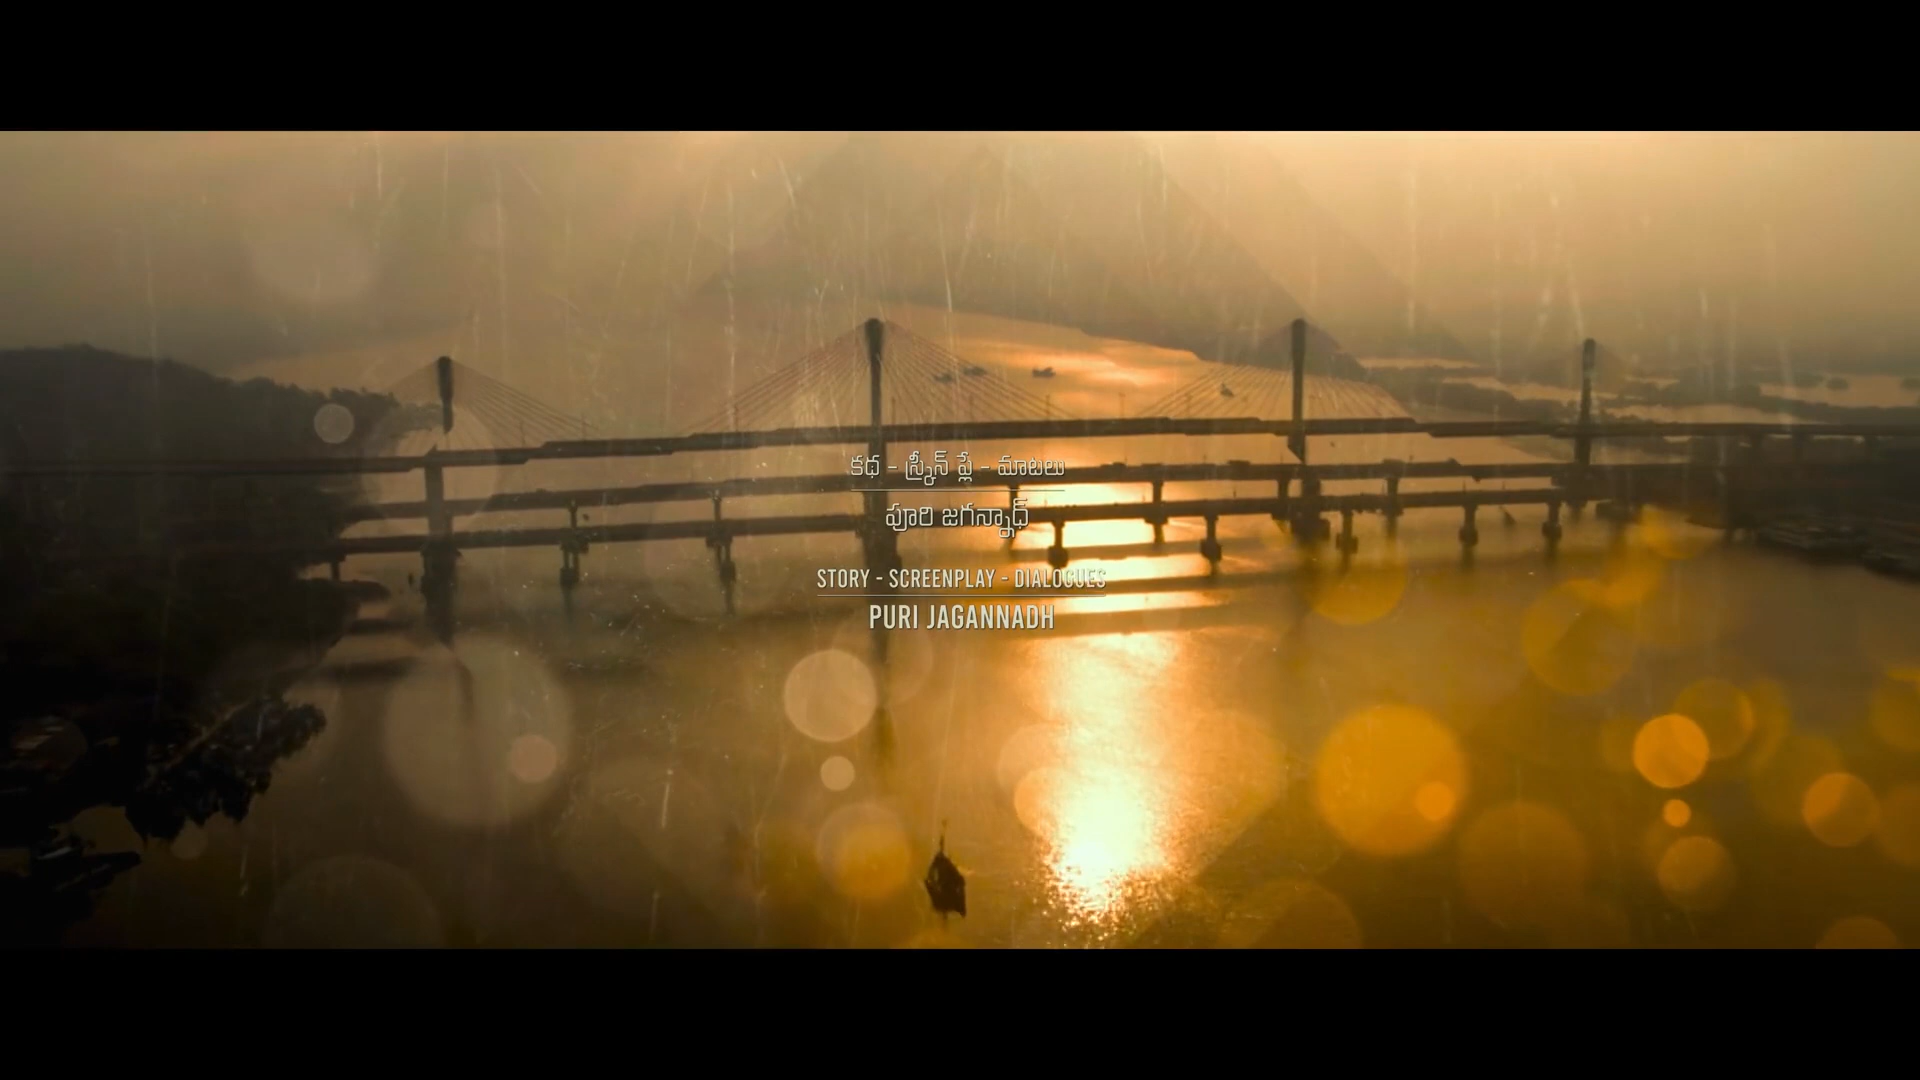 కథ - స్క్రీన్ ప్లే - మాటలు
పూరి జగన్నాధ్
STORY - SCREENPLAY - DIALOGUES
PURI JAGANNADH